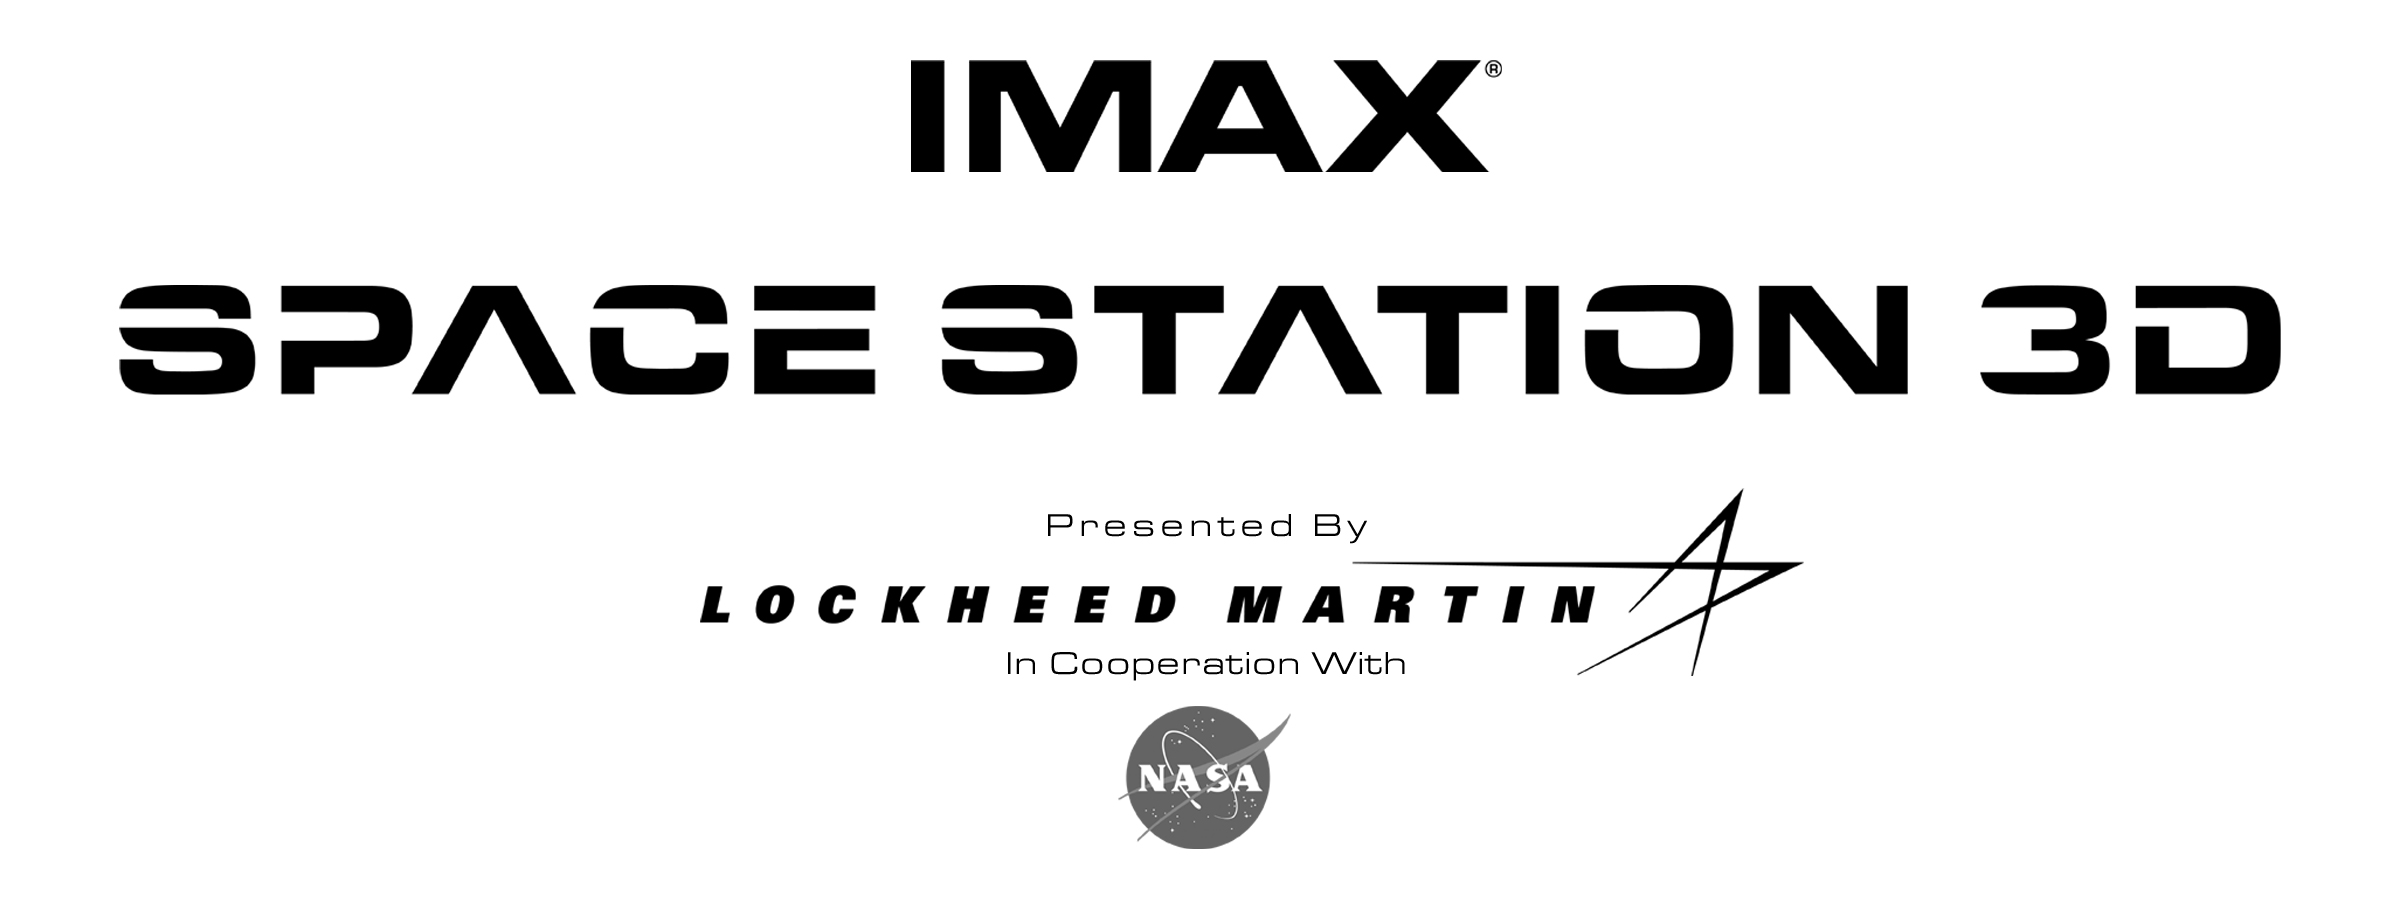 IMAX®
SPACE STATION 3D
Presented By
LOCKHEED MARTIN
In Cooperation With
NASA